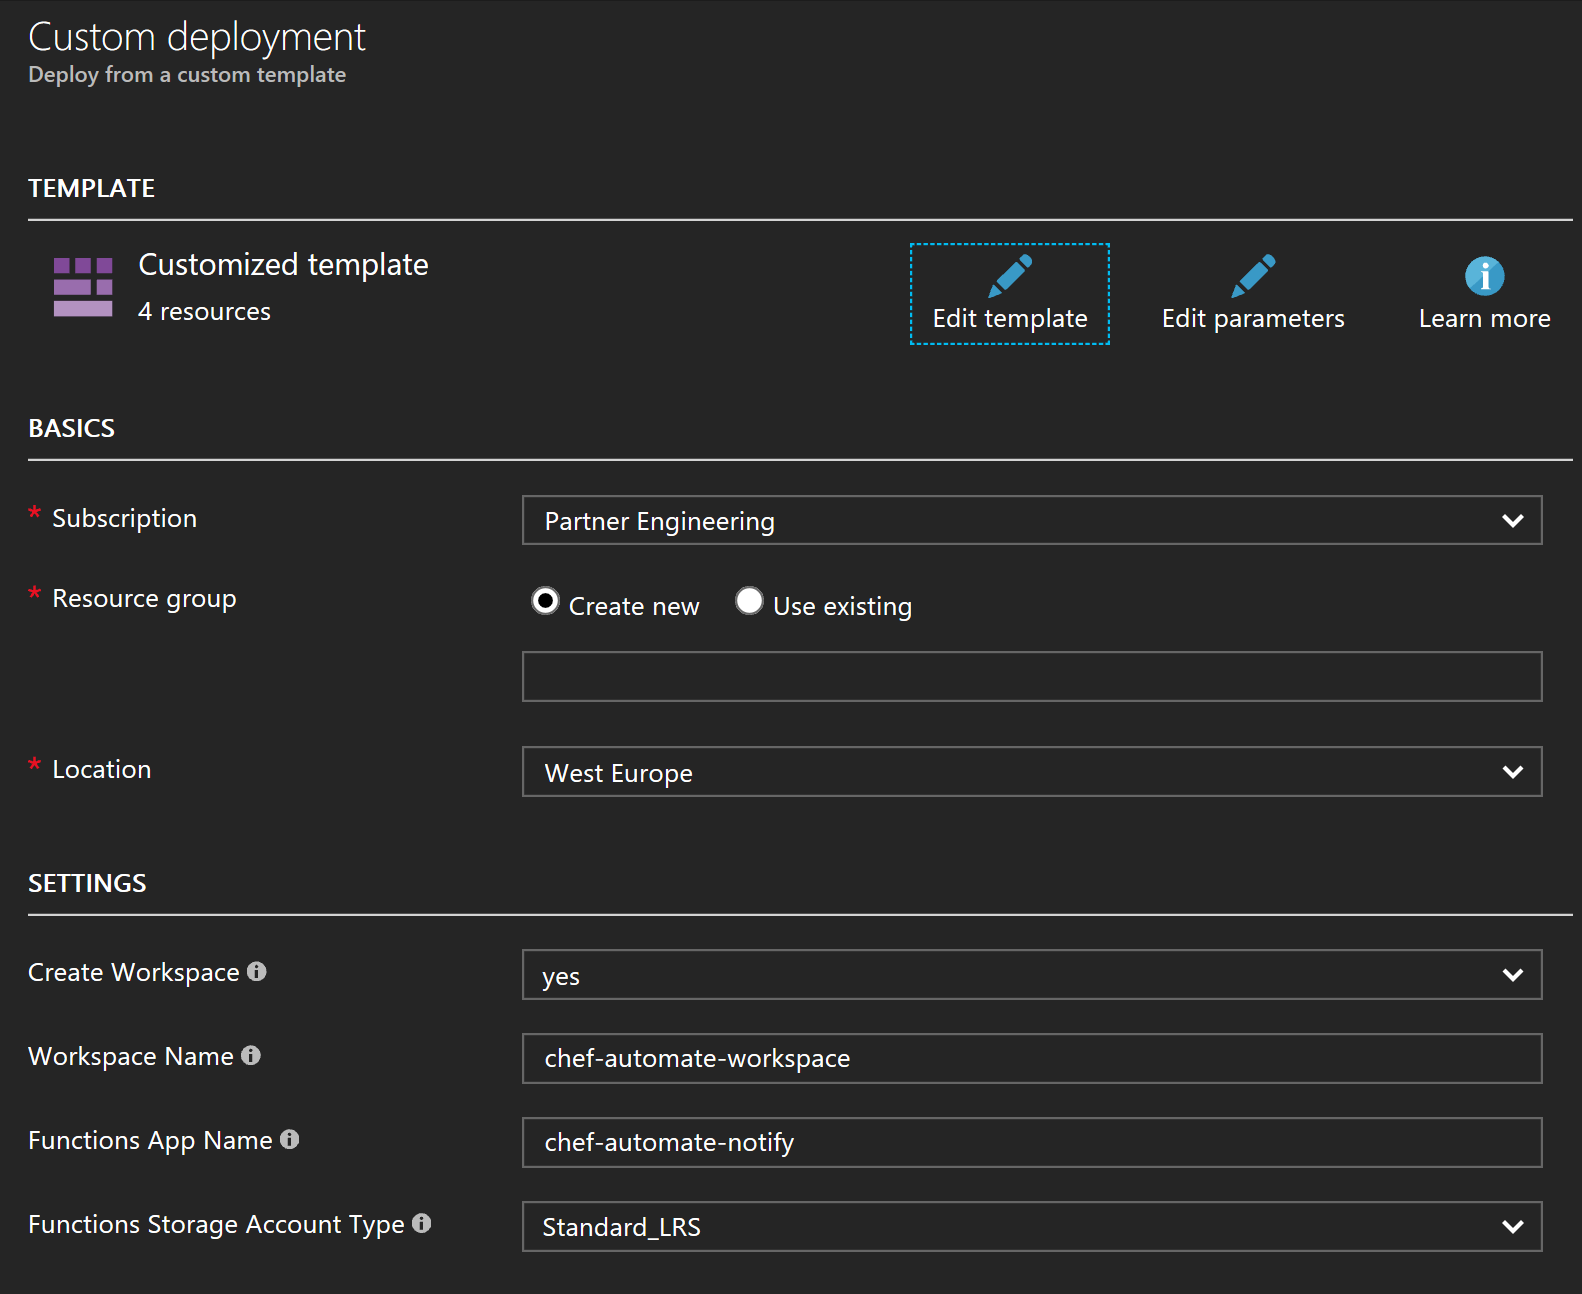 Custom deployment
Deploy from a custom template
TEMPLATE
Customized template
4 resources
Edit template
Edit parameters
Learn more
BASICS
* Subscription
Partner Engineering
* Resource group
Create new
Use existing
* Location
West Europe
SETTINGS
Create Workspace
yes
Workspace Name
chef-automate-workspace
Functions App Name
chef-automate-notify
Functions Storage Account Type
Standard_LRS